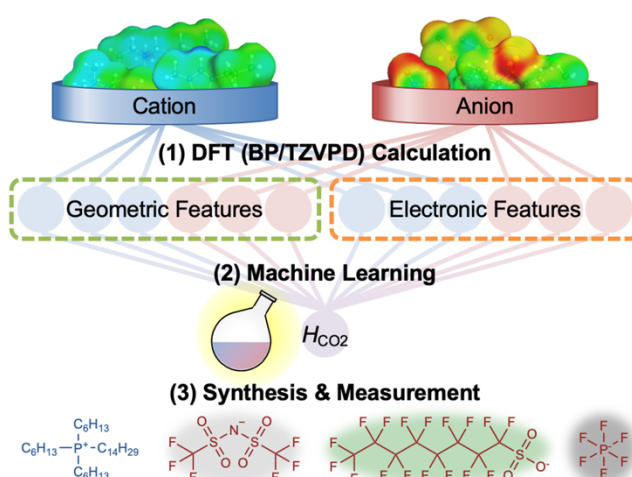 Cation
Anion
(1) DFT (BP/TZVPD) Calculation
Geometric Features
Electronic Features
(2) Machine Learning
HCO2
(3) Synthesis & Measurement
C6H13
C6H13 P+ C14H29
C6H13
O N− O
F S S F
F O O F
F F
F F F F F F F F
F O
F S
F F F F F F F O O-
F
F F
P-
F F
F